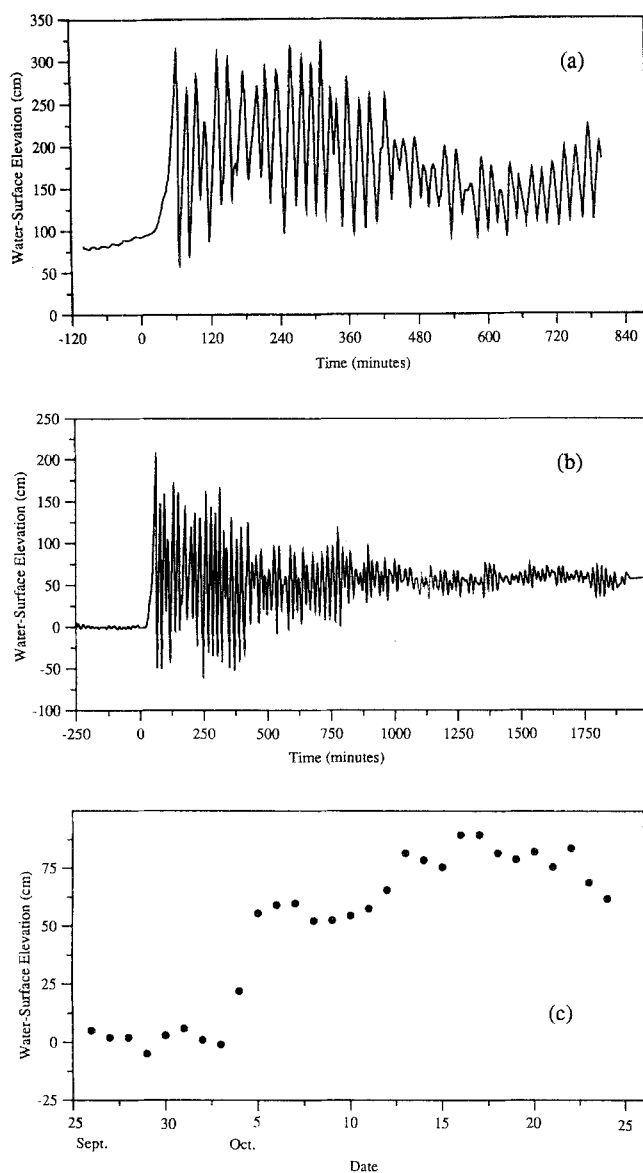 350
(a)
300
250
200
150
100
50
0
Water-Surface Elevation (cm)
-120 0 120 240 360 480 600 720 840
Time (minutes)
250
(b)
200
150
100
50
0
-50
-100
Water-Surface Elevation (cm)
-250 0 250 500 750 1000 1250 1500 1750
Time (minutes)
75
50
25
0
-25
(c)
Water-Surface Elevation (cm)
25 30 5 10 15 20 25
Sept. Oct.
Date